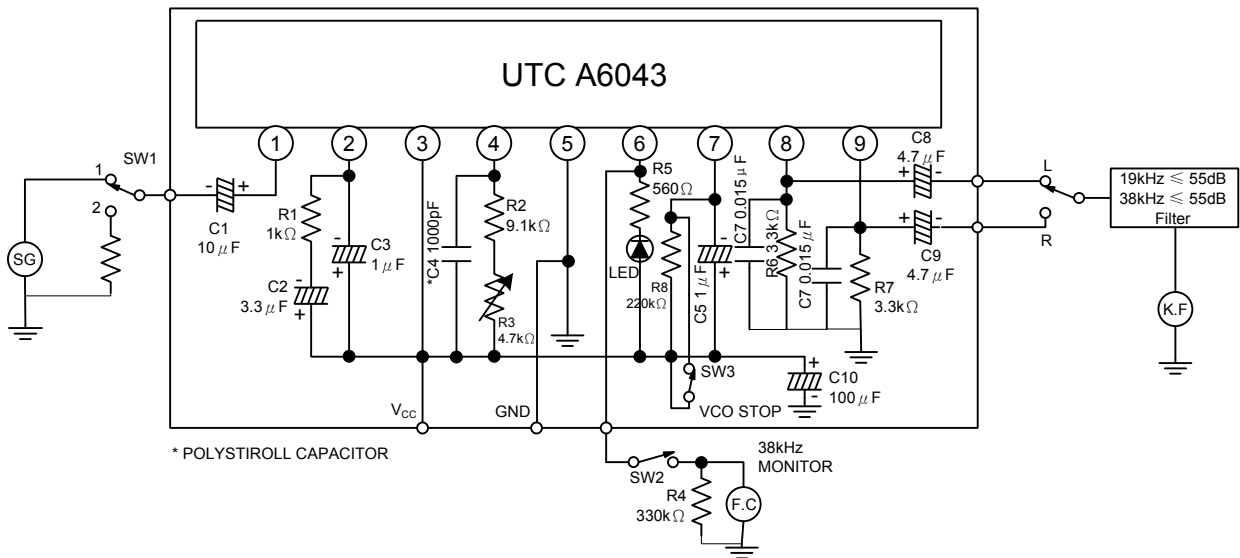 UTC A6043
1
2
3
4
5
6
7
8
9
SW1
1
2
SG
C1
10μF
R1
1kΩ
C2
3.3μF
C3
1μF
*C4 1000pF
R2
9.1kΩ
R3
4.7kΩ
R5
560Ω
LED
R8
220kΩ
C5 1μF
C7 0.015μF
R6 3.3kΩ
C7 0.015μF
R7
3.3kΩ
C8
4.7μF
C9
4.7μF
L
R
19kHz ≤ 55dB
38kHz ≤ 55dB
Filter
K.F
SW3
VCO STOP
C10
100μF
VCC
GND
* POLYSTIROLL CAPACITOR
SW2
38kHz
MONITOR
R4
330kΩ
F.C